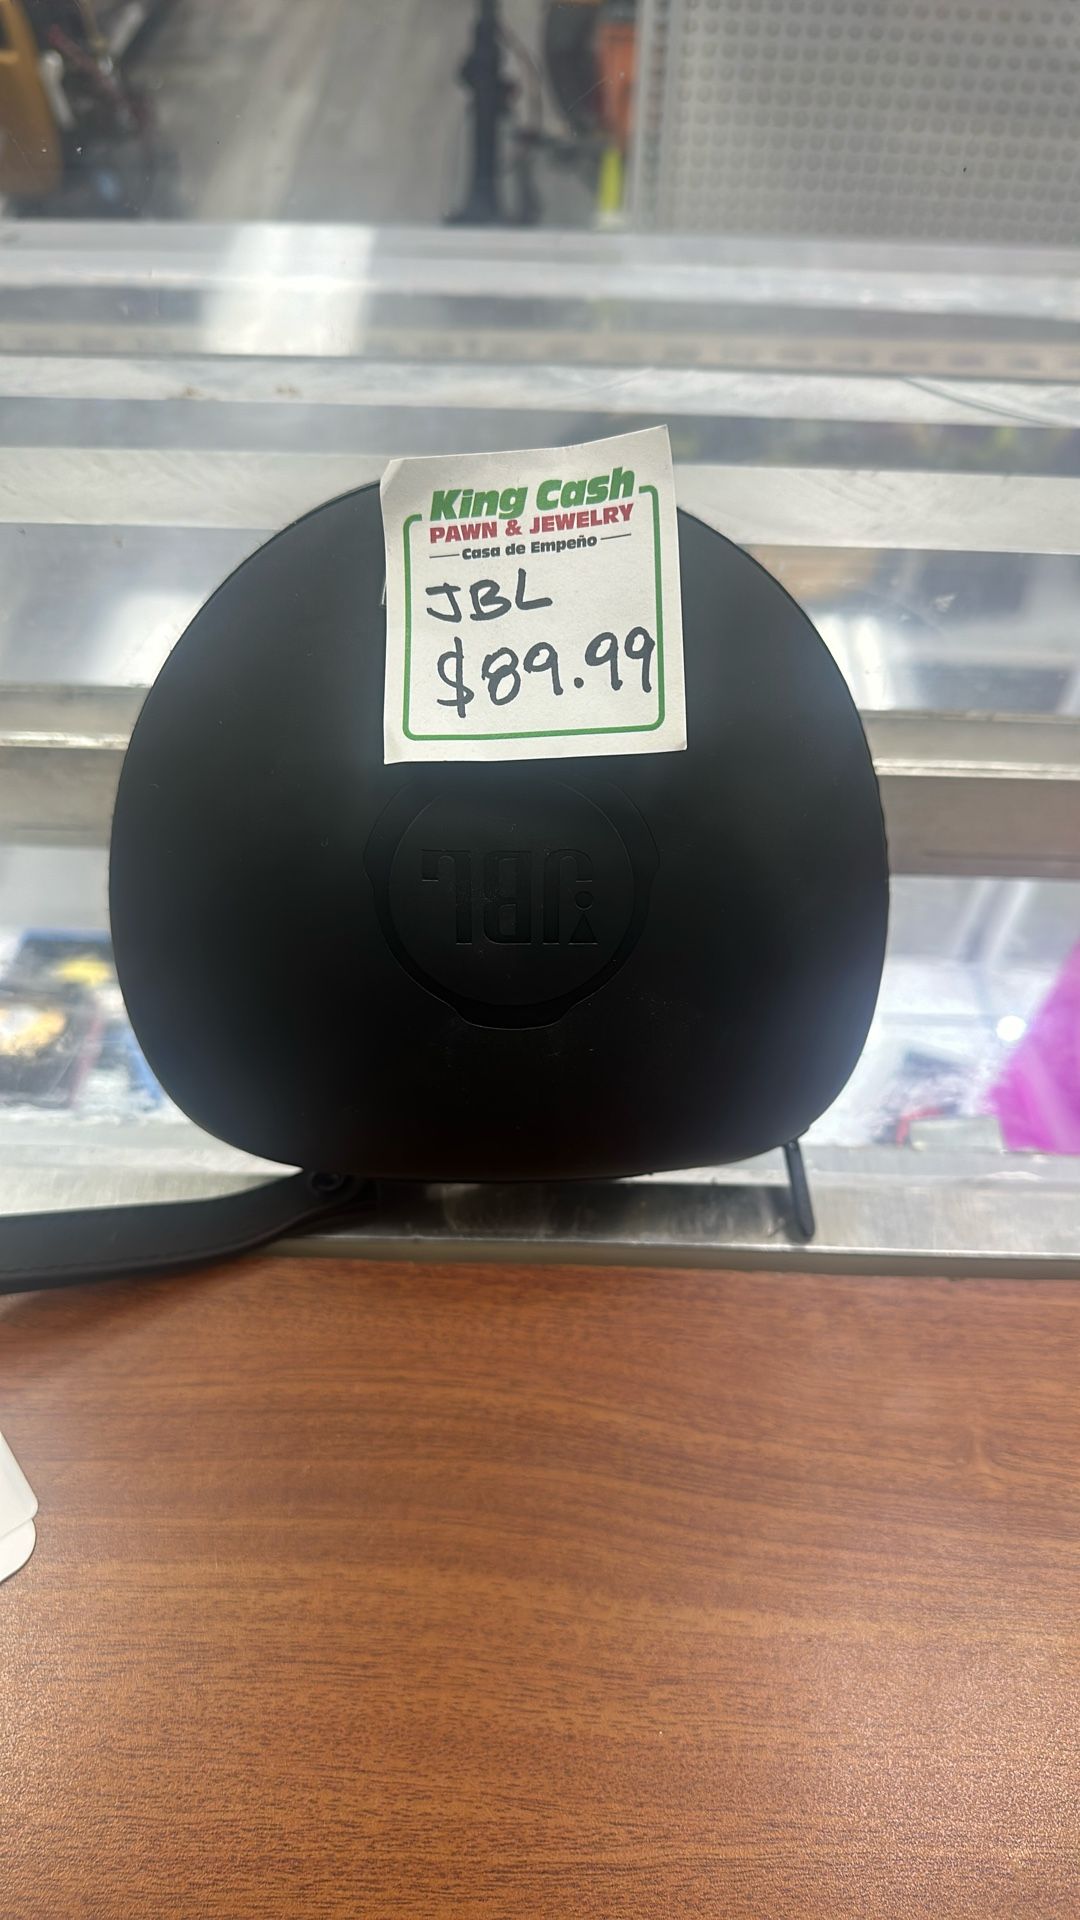 King Cash
PAWN & JEWELRY
Casa de Empeño
JBL
$89.99
JBL